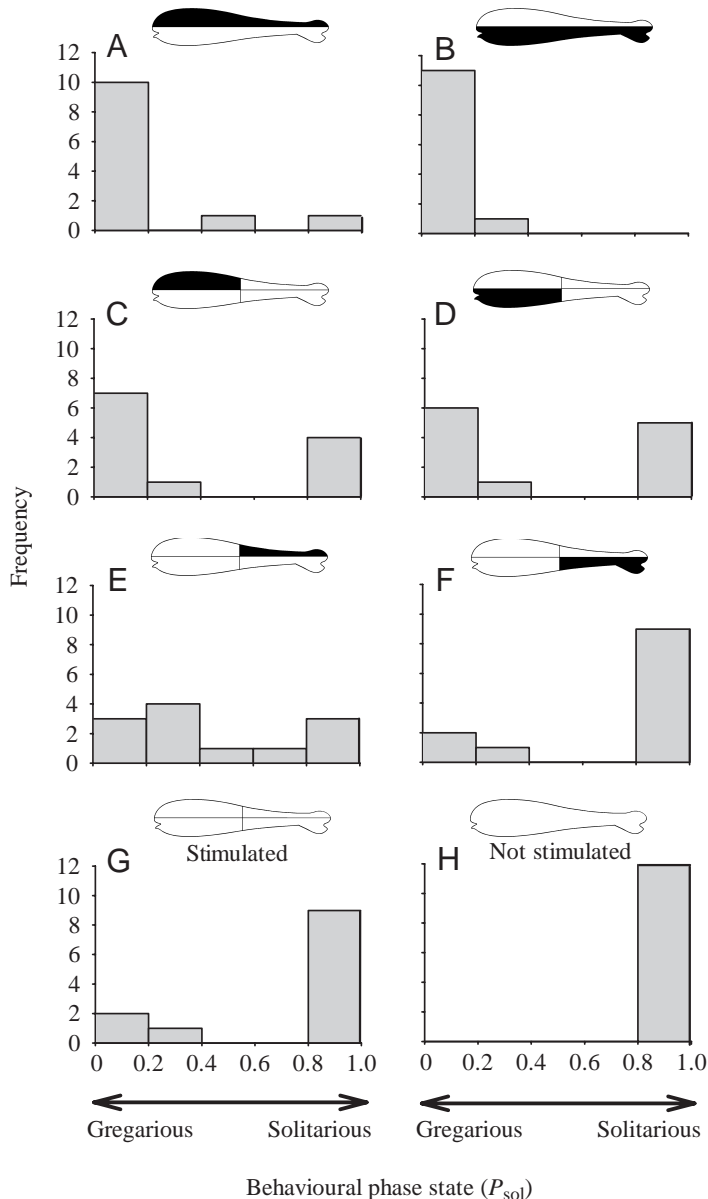 A
B
12
10
8
6
4
2
0
C
D
12
10
8
6
4
2
0
Frequency
E
F
12
10
8
6
4
2
0
Stimulated
Not stimulated
G
H
12
10
8
6
4
2
0
0 0.2 0.4 0.6 0.8 1.0
0 0.2 0.4 0.6 0.8 1.0
Gregarious Solitarious
Gregarious Solitarious
Behavioural phase state (Psol)